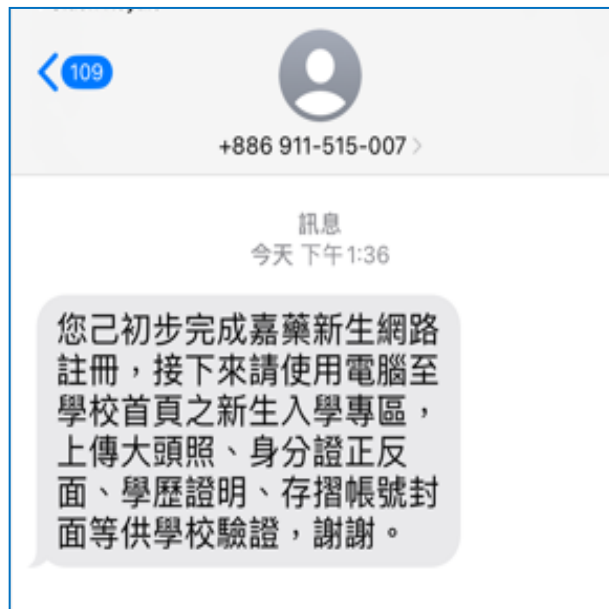 109
+886 911-515-007
訊息
今天 下午1:36
您己初步完成嘉藥新生網路
註冊，接下來請使用電腦至
學校首頁之新生入學專區，
上傳大頭照、身分證正反
面、學歷證明、存摺帳號封
面等供學校驗證，謝謝。